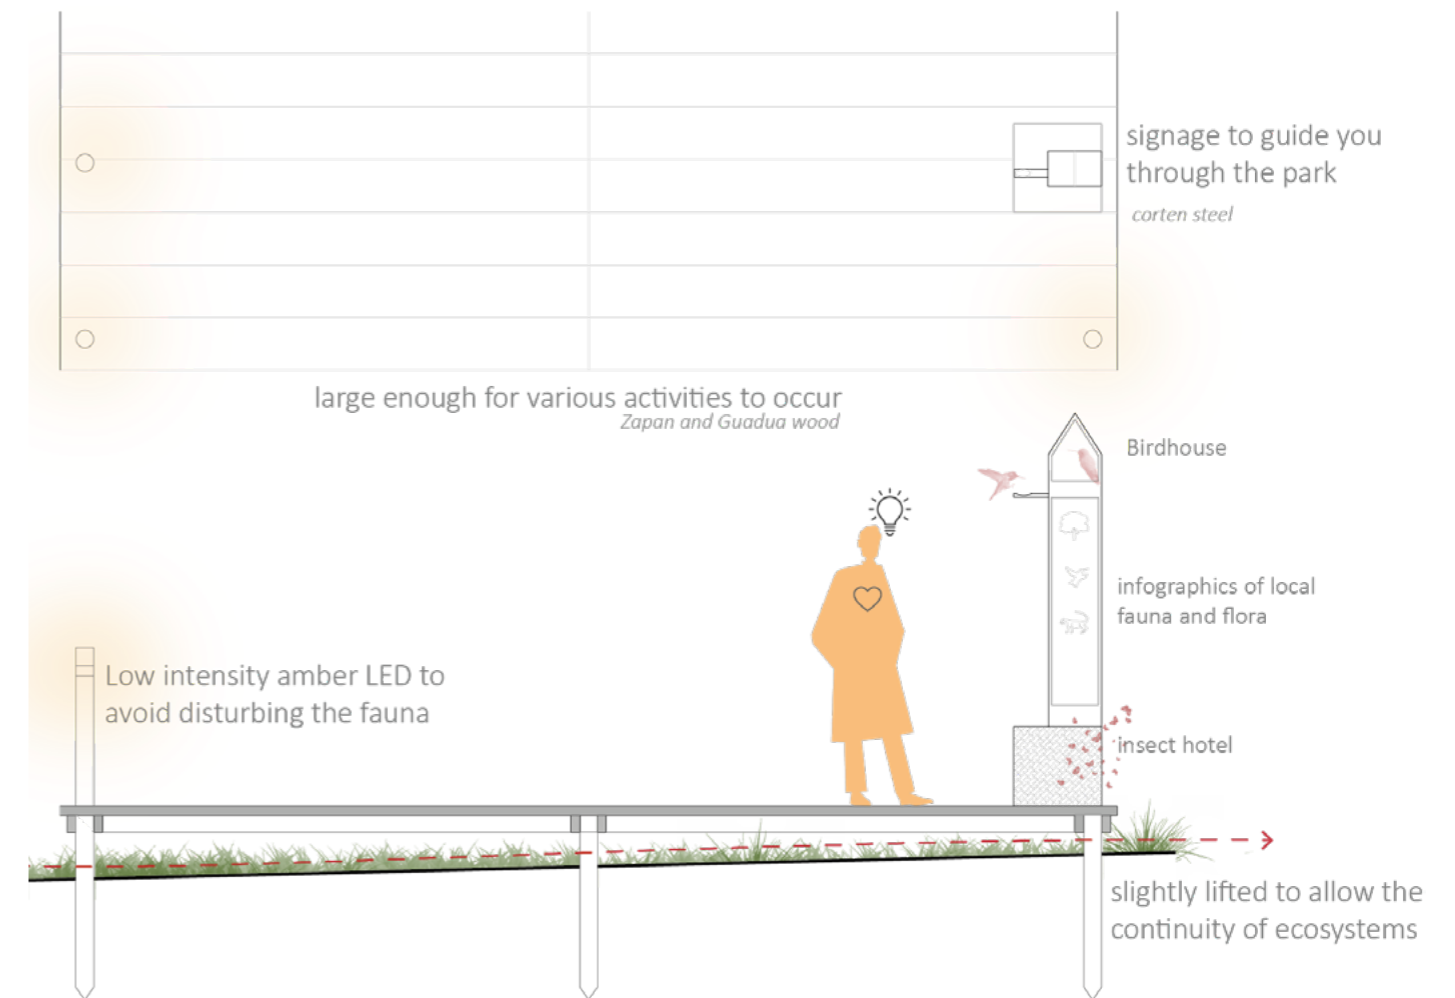 signage to guide you
through the park
corten steel
large enough for various activities to occur
Zapan and Guadua wood
Birdhouse
infographics of local
fauna and flora
Low intensity amber LED to
avoid disturbing the fauna
insect hotel
slightly lifted to allow the
continuity of ecosystems